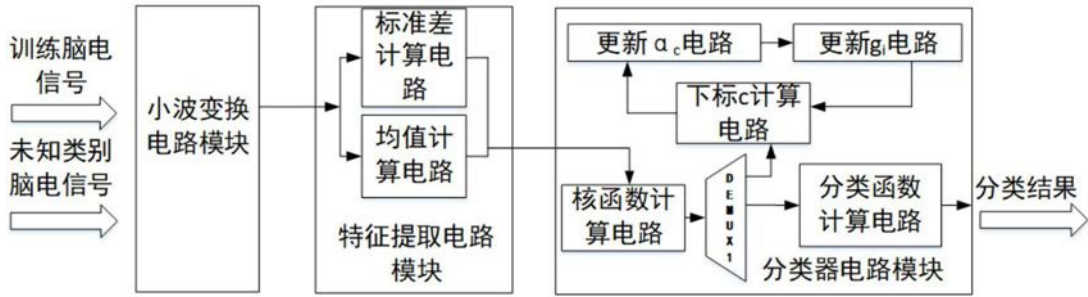 训练脑电
信号
未知类别
脑电信号
小波变换
电路模块
标准差
计算电
路
均值计
算电路
特征提取电路
模块
更新αc电路
更新gi电路
下标c计算
电路
核函数计
算电路
DEMUX1
分类函数
计算电路
分类器电路模块
分类结果